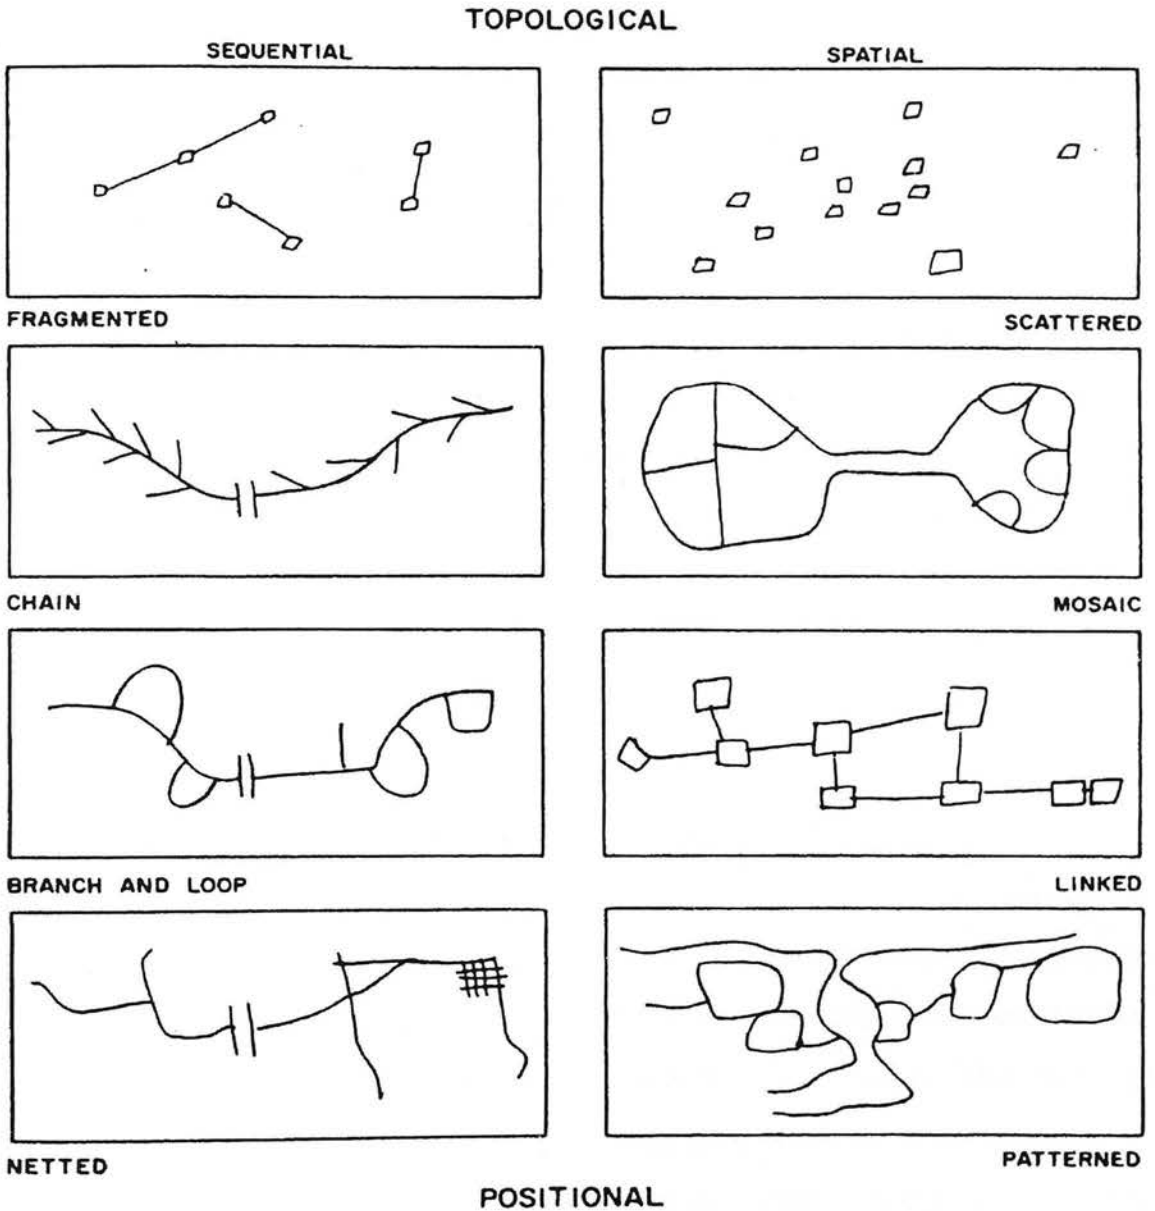 TOPOLOGICAL
SEQUENTIAL
SPATIAL
FRAGMENTED
SCATTERED
CHAIN
MOSAIC
BRANCH AND LOOP
LINKED
NETTED
PATTERNED
POSITIONAL